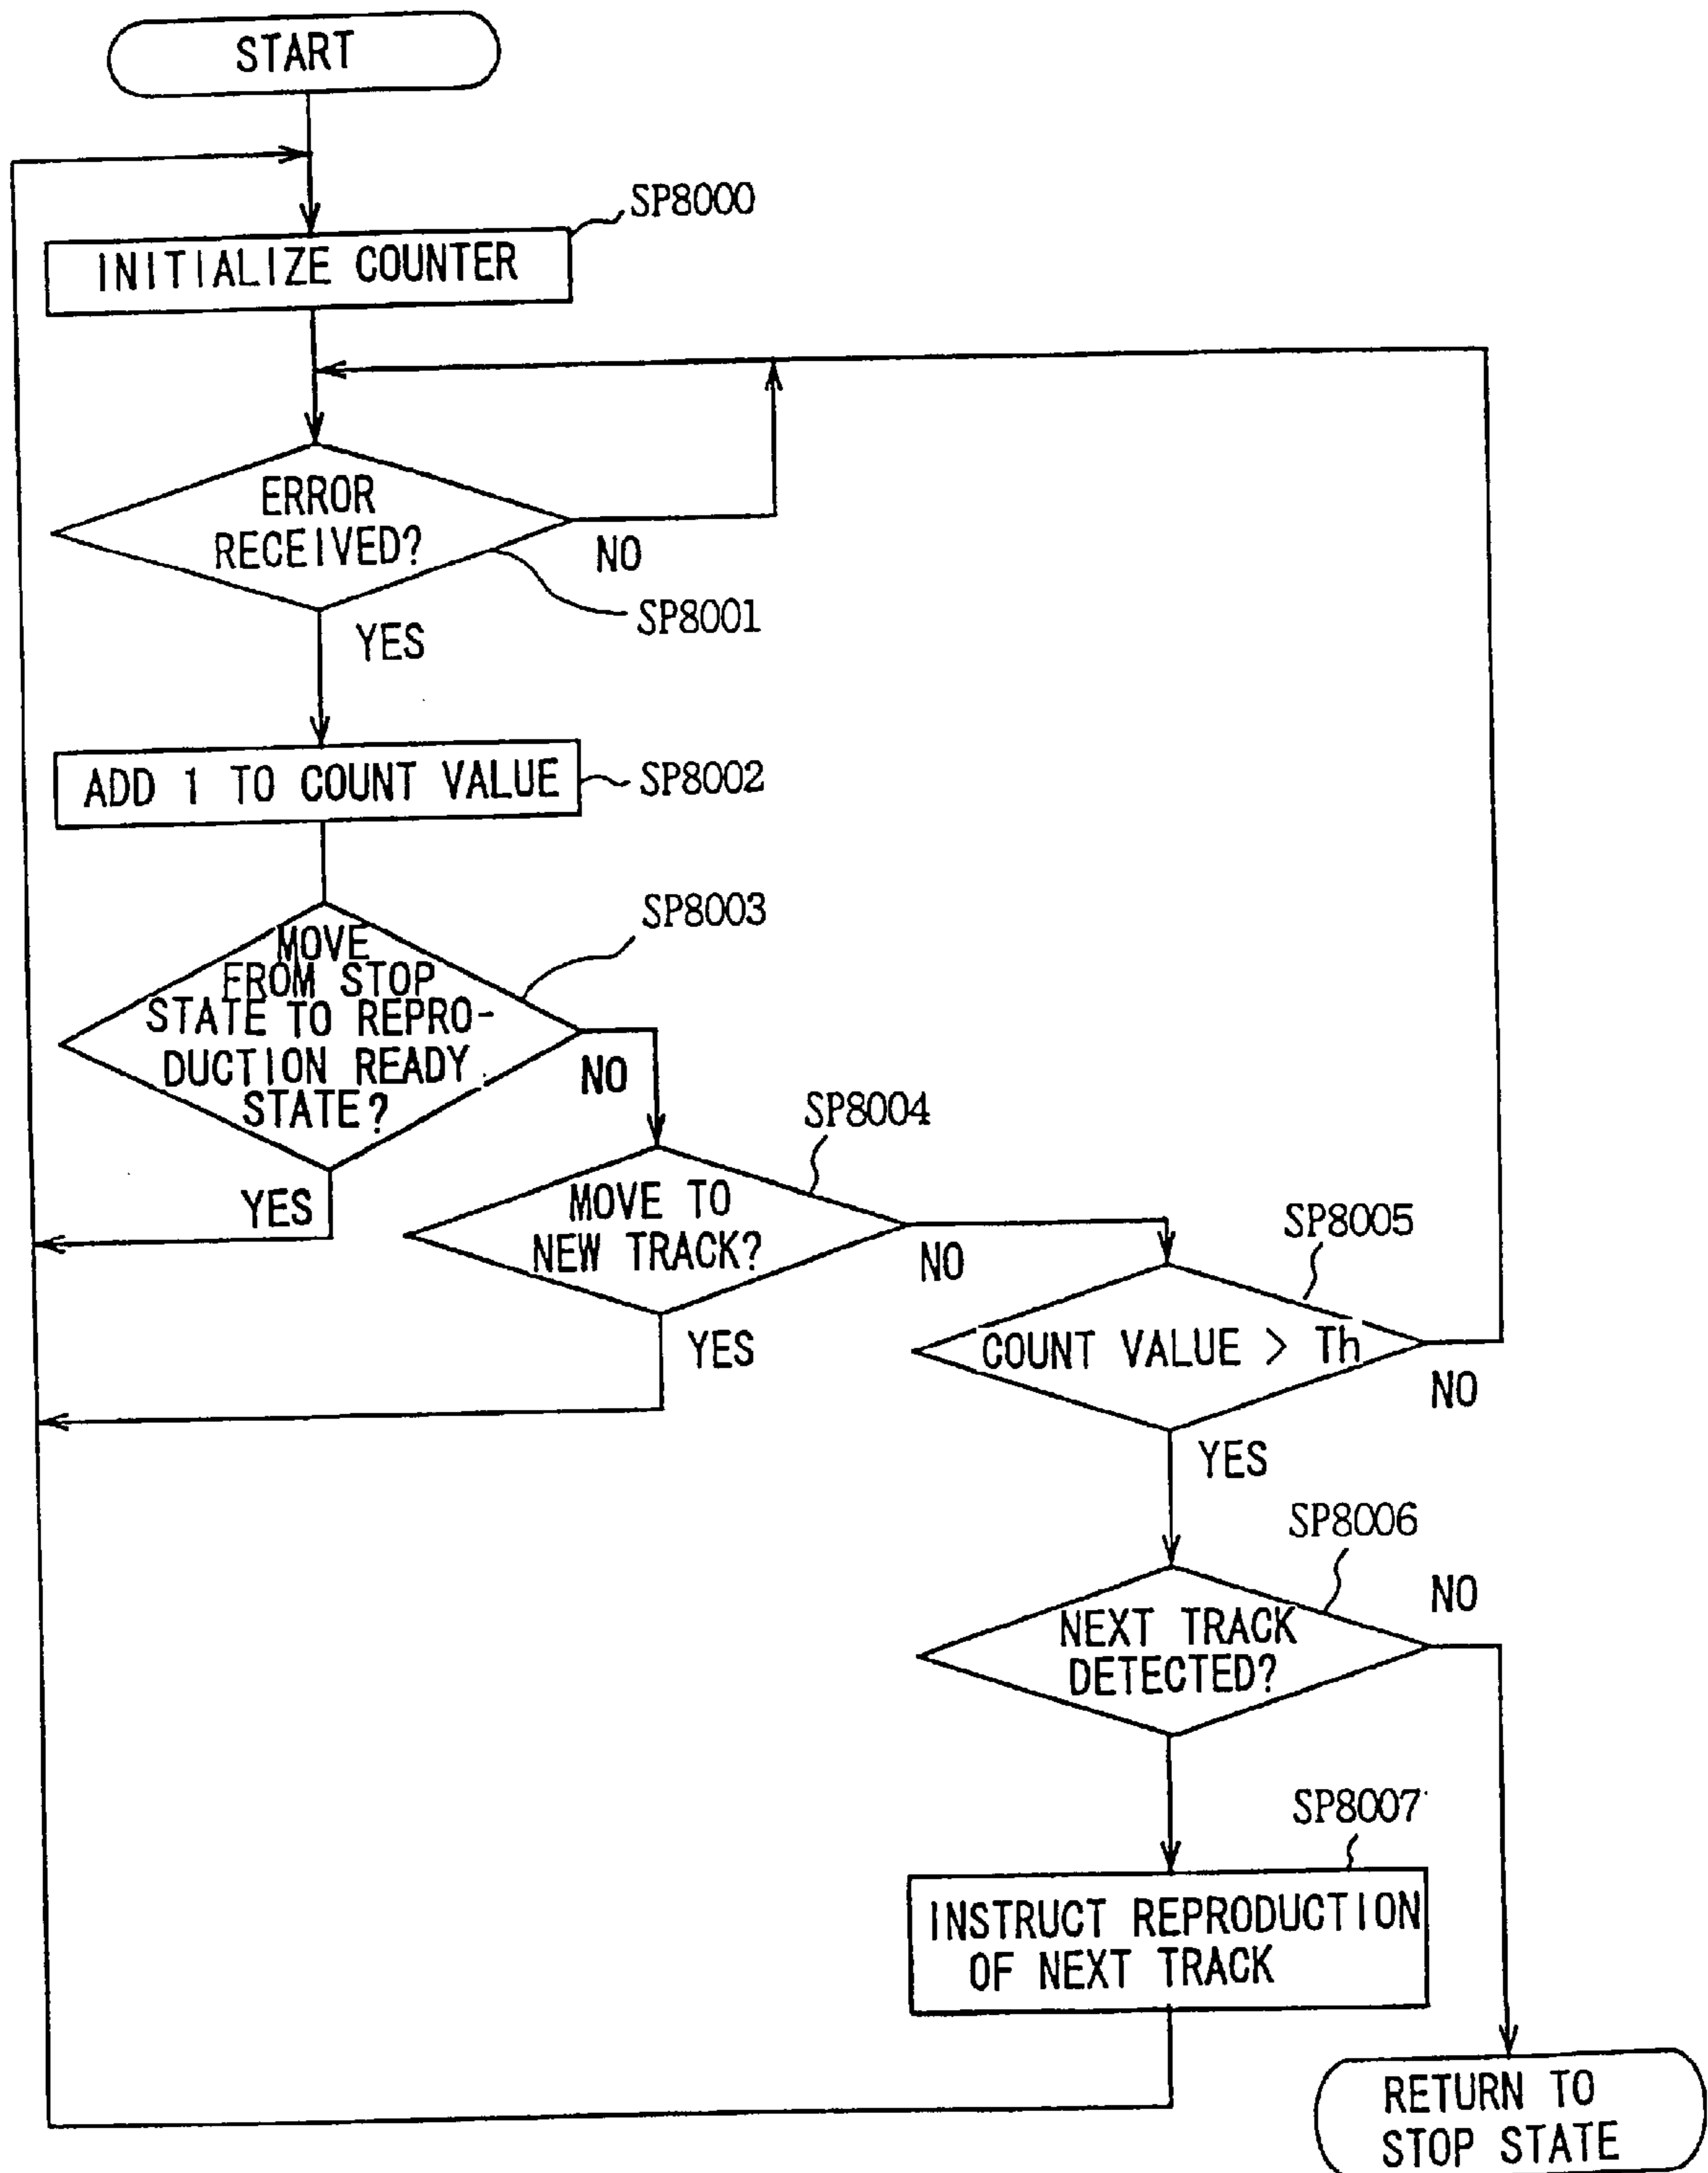 START
SP8000
INITIALIZE COUNTER
ERROR
RECEIVED?
NO
SP8001
YES
ADD 1 TO COUNT VALUE
SP8002
SP8003
MOVE
FROM STOP
STATE TO REPRO-
DUCTION READY
STATE?
NO
YES
SP8004
MOVE TO
NEW TRACK?
NO
YES
SP8005
COUNT VALUE > Th
NO
YES
SP8006
NO
NEXT TRACK
DETECTED?
SP8007
INSTRUCT REPRODUCTION
OF NEXT TRACK
RETURN TO
STOP STATE